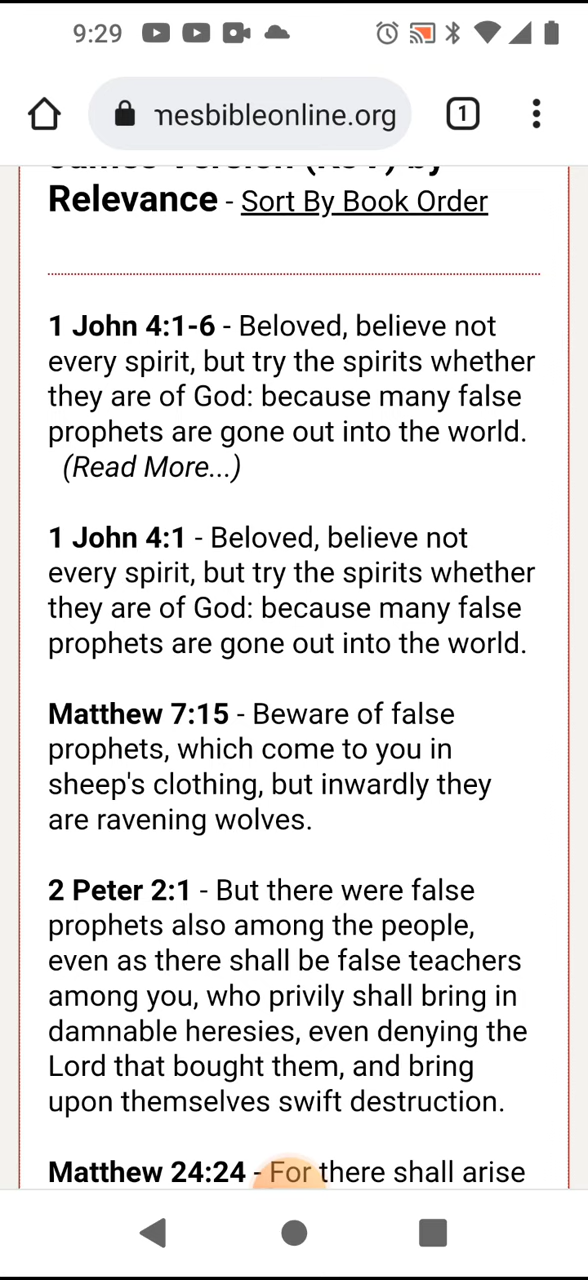 9:29
nesbibleonline.org
1
James Version (KJV) by
Relevance - Sort By Book Order
1 John 4:1-6 - Beloved, believe not
every spirit, but try the spirits whether
they are of God: because many false
prophets are gone out into the world.
(Read More...)
1 John 4:1 - Beloved, believe not
every spirit, but try the spirits whether
they are of God: because many false
prophets are gone out into the world.
Matthew 7:15 - Beware of false
prophets, which come to you in
sheep's clothing, but inwardly they
are ravening wolves.
2 Peter 2:1 - But there were false
prophets also among the people,
even as there shall be false teachers
among you, who privily shall bring in
damnable heresies, even denying the
Lord that bought them, and bring
upon themselves swift destruction.
Matthew 24:24 - For there shall arise